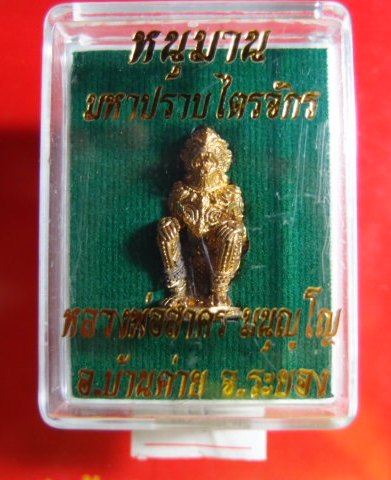 หนุมาน
มหาปราบไตรจักร
หลวงพ่อสาคร มนุญฺโญ
อ.บ้านค่าย จ.ระยอง